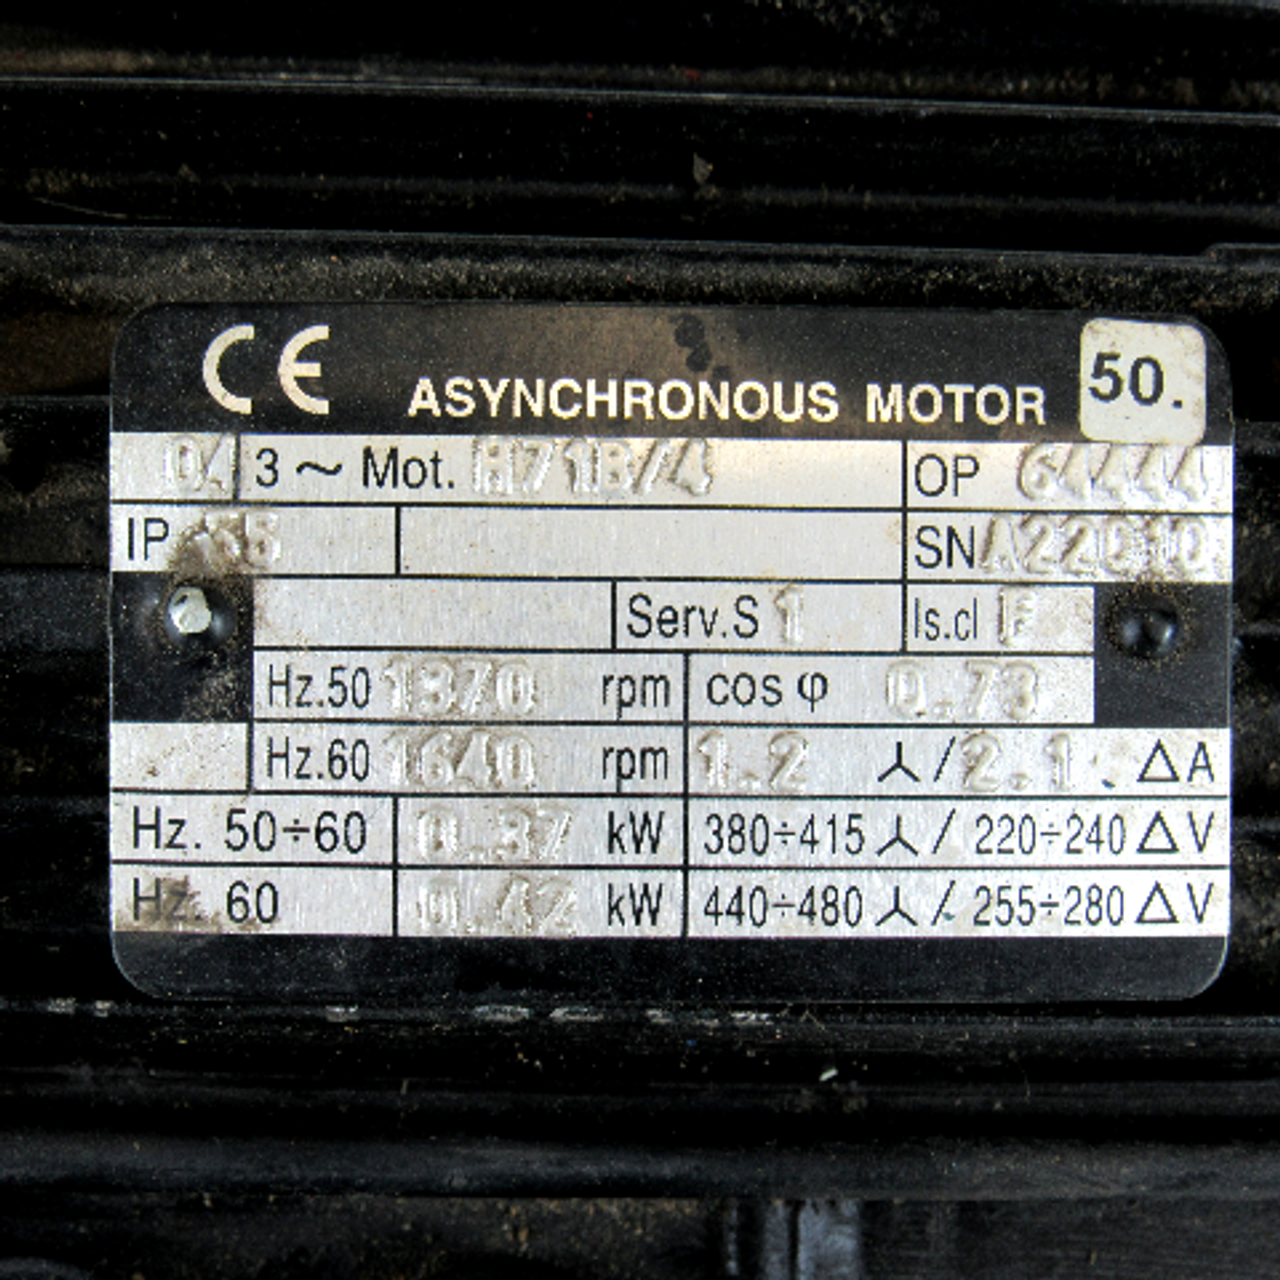 CE ASYNCHRONOUS MOTOR 50.
04 3 ~ Mot. H71B/4 OP 64444
IP 55 SN A22010
Serv.S 1 Is.cl F
Hz.50 1370 rpm cos φ 0.73
Hz.60 1640 rpm 1.2 ⅄ / 2.1 Δ A
Hz. 50÷60 0.37 kW 380÷415 ⅄ / 220÷240 Δ V
Hz. 60 0.42 kW 440÷480 ⅄ / 255÷280 Δ V